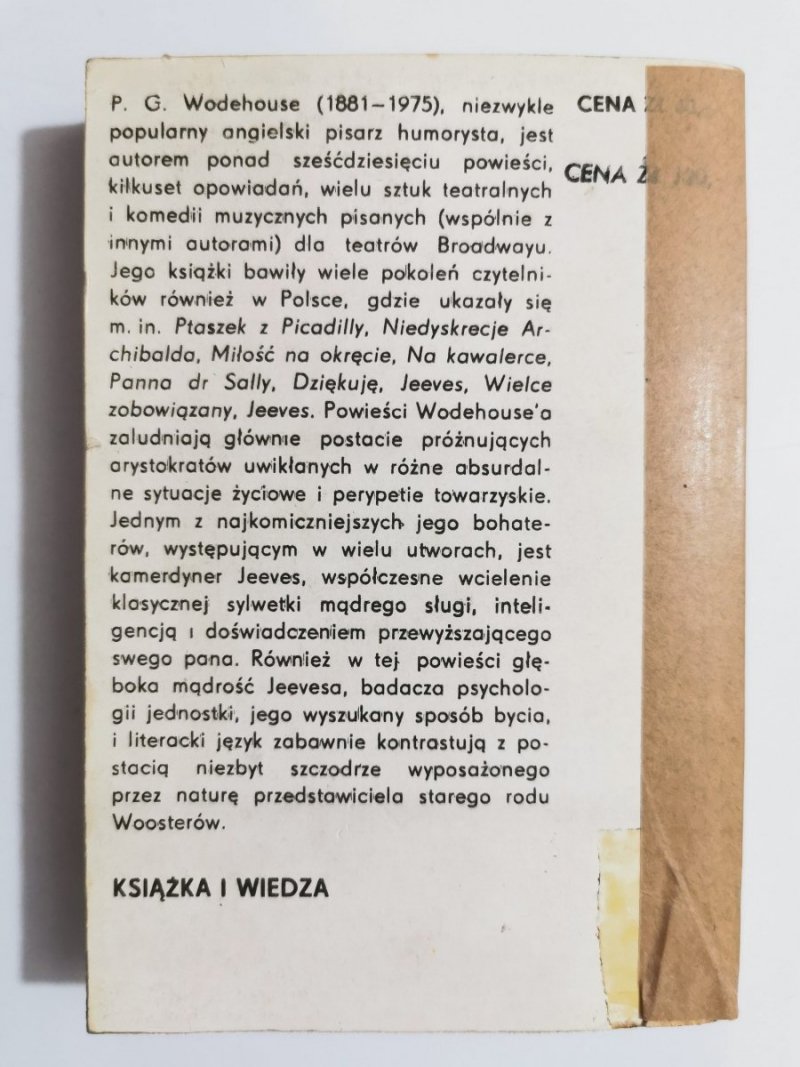 P. G. Wodehouse (1881–1975), niezwykle
popularny angielski pisarz humorysta, jest
autorem ponad sześćdziesięciu powieści,
kilkuset opowiadań, wielu sztuk teatralnych
i komedii muzycznych pisanych (wspólnie z
innymi autorami) dla teatrów Broadwayu.
Jego książki bawiły wiele pokoleń czytelni-
ków również w Polsce, gdzie ukazały się
m. in. Ptaszek z Picadilly, Niedyskrecje Ar-
chibalda, Miłość na okręcie, Na kawalerce,
Panna dr Sally, Dziękuję, Jeeves, Wielce
zobowiązany, Jeeves. Powieści Wodehouse'a
zaludniają głównie postacie próżnujących
arystokratów uwikłanych w różne absurdal-
ne sytuacje życiowe i perypetie towarzyskie.
Jednym z najkomiczniejszych jego bohate-
rów, występującym w wielu utworach, jest
kamerdyner Jeeves, współczesne wcielenie
klasycznej sylwetki mądrego sługi, inteli-
gencją i doświadczeniem przewyższającego
swego pana. Również w tej powieści głę-
boka mądrość Jeevesa, badacza psycholo-
gii jednostki, jego wyszukany sposób bycia,
i literacki język zabawnie kontrastują z po-
stacią niezbyt szczodrze wyposażonego
przez naturę przedstawiciela starego rodu
Woosterów.
KSIĄŻKA I WIEDZA
CENA
CENA